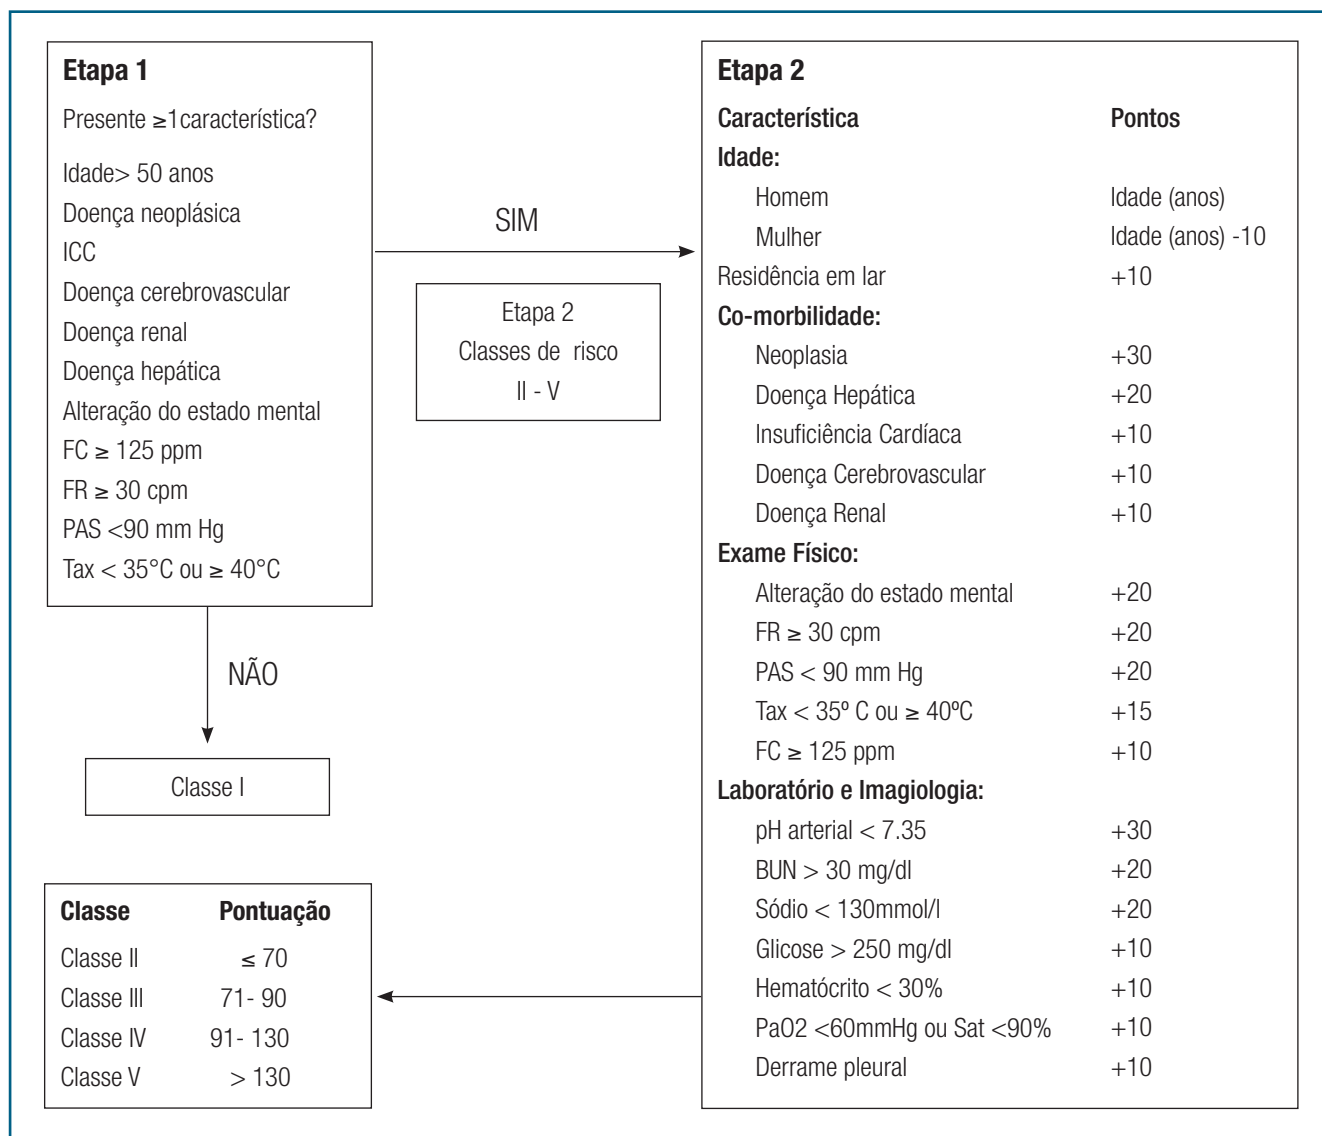 Etapa 1
Presente ≥1característica?
Idade> 50 anos
Doença neoplásica
ICC
Doença cerebrovascular
Doença renal
Doença hepática
Alteração do estado mental
FC ≥ 125 ppm
FR ≥ 30 cpm
PAS <90 mm Hg
Tax < 35°C ou ≥ 40°C
SIM
Etapa 2
Classes de risco
II - V
NÃO
Classe I
Etapa 2
Característica Pontos
Idade:
Homem Idade (anos)
Mulher Idade (anos) -10
Residência em lar +10
Co-morbilidade:
Neoplasia +30
Doença Hepática +20
Insuficiência Cardíaca +10
Doença Cerebrovascular +10
Doença Renal +10
Exame Físico:
Alteração do estado mental +20
FR ≥ 30 cpm +20
PAS < 90 mm Hg +20
Tax < 35º C ou ≥ 40ºC +15
FC ≥ 125 ppm +10
Laboratório e Imagiologia:
pH arterial < 7.35 +30
BUN > 30 mg/dl +20
Sódio < 130mmol/l +20
Glicose > 250 mg/dl +10
Hematócrito < 30% +10
PaO2 <60mmHg ou Sat <90% +10
Derrame pleural +10
Classe Pontuação
Classe II ≤ 70
Classe III 71- 90
Classe IV 91- 130
Classe V > 130